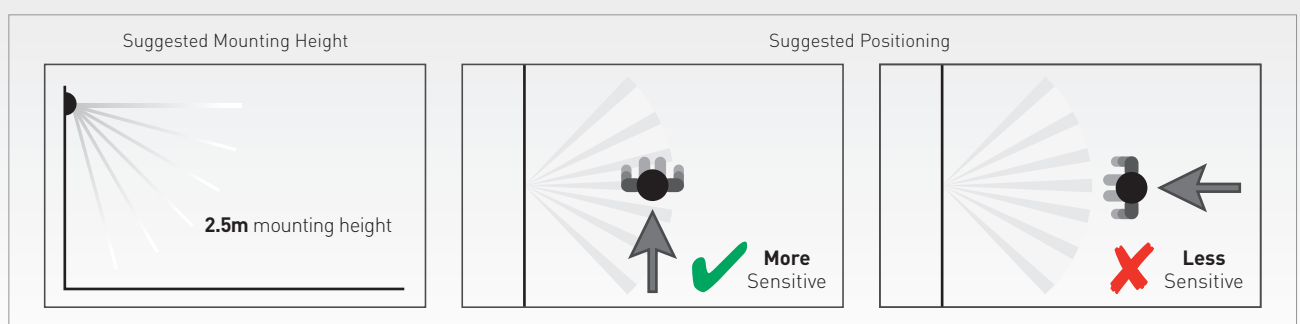 Suggested Mounting Height
Suggested Positioning
2.5m mounting height
More
Sensitive
Less
Sensitive